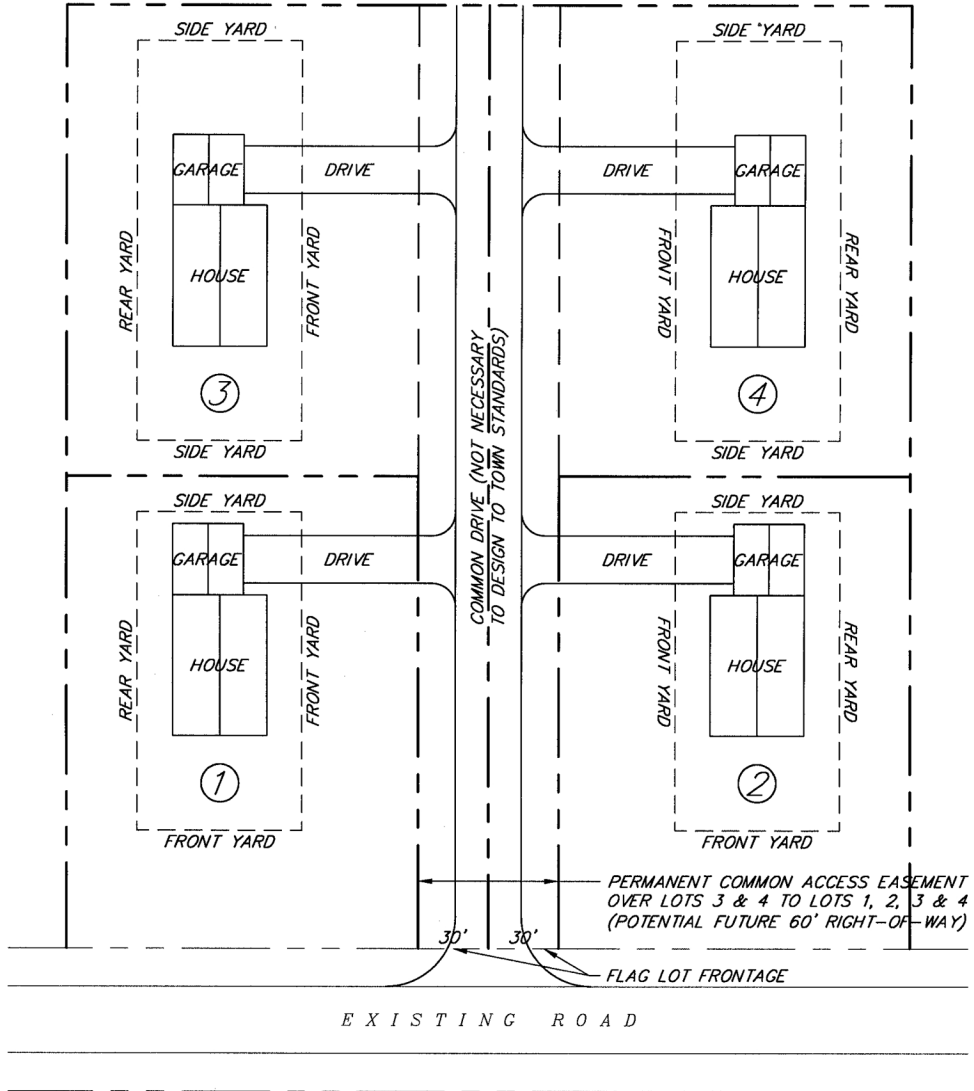 SIDE YARD
SIDE YARD
GARAGE
DRIVE
DRIVE
GARAGE
REAR YARD
HOUSE
FRONT YARD
FRONT YARD
HOUSE
REAR YARD
3
4
SIDE YARD
SIDE YARD
COMMON DRIVE (NOT NECESSARY
TO DESIGN TO TOWN STANDARDS)
SIDE YARD
SIDE YARD
GARAGE
DRIVE
DRIVE
GARAGE
REAR YARD
HOUSE
FRONT YARD
FRONT YARD
HOUSE
REAR YARD
1
2
FRONT YARD
FRONT YARD
PERMANENT COMMON ACCESS EASEMENT
OVER LOTS 3 & 4 TO LOTS 1, 2, 3 & 4
(POTENTIAL FUTURE 60' RIGHT-OF-WAY)
30' 30'
FLAG LOT FRONTAGE
EXISTING ROAD